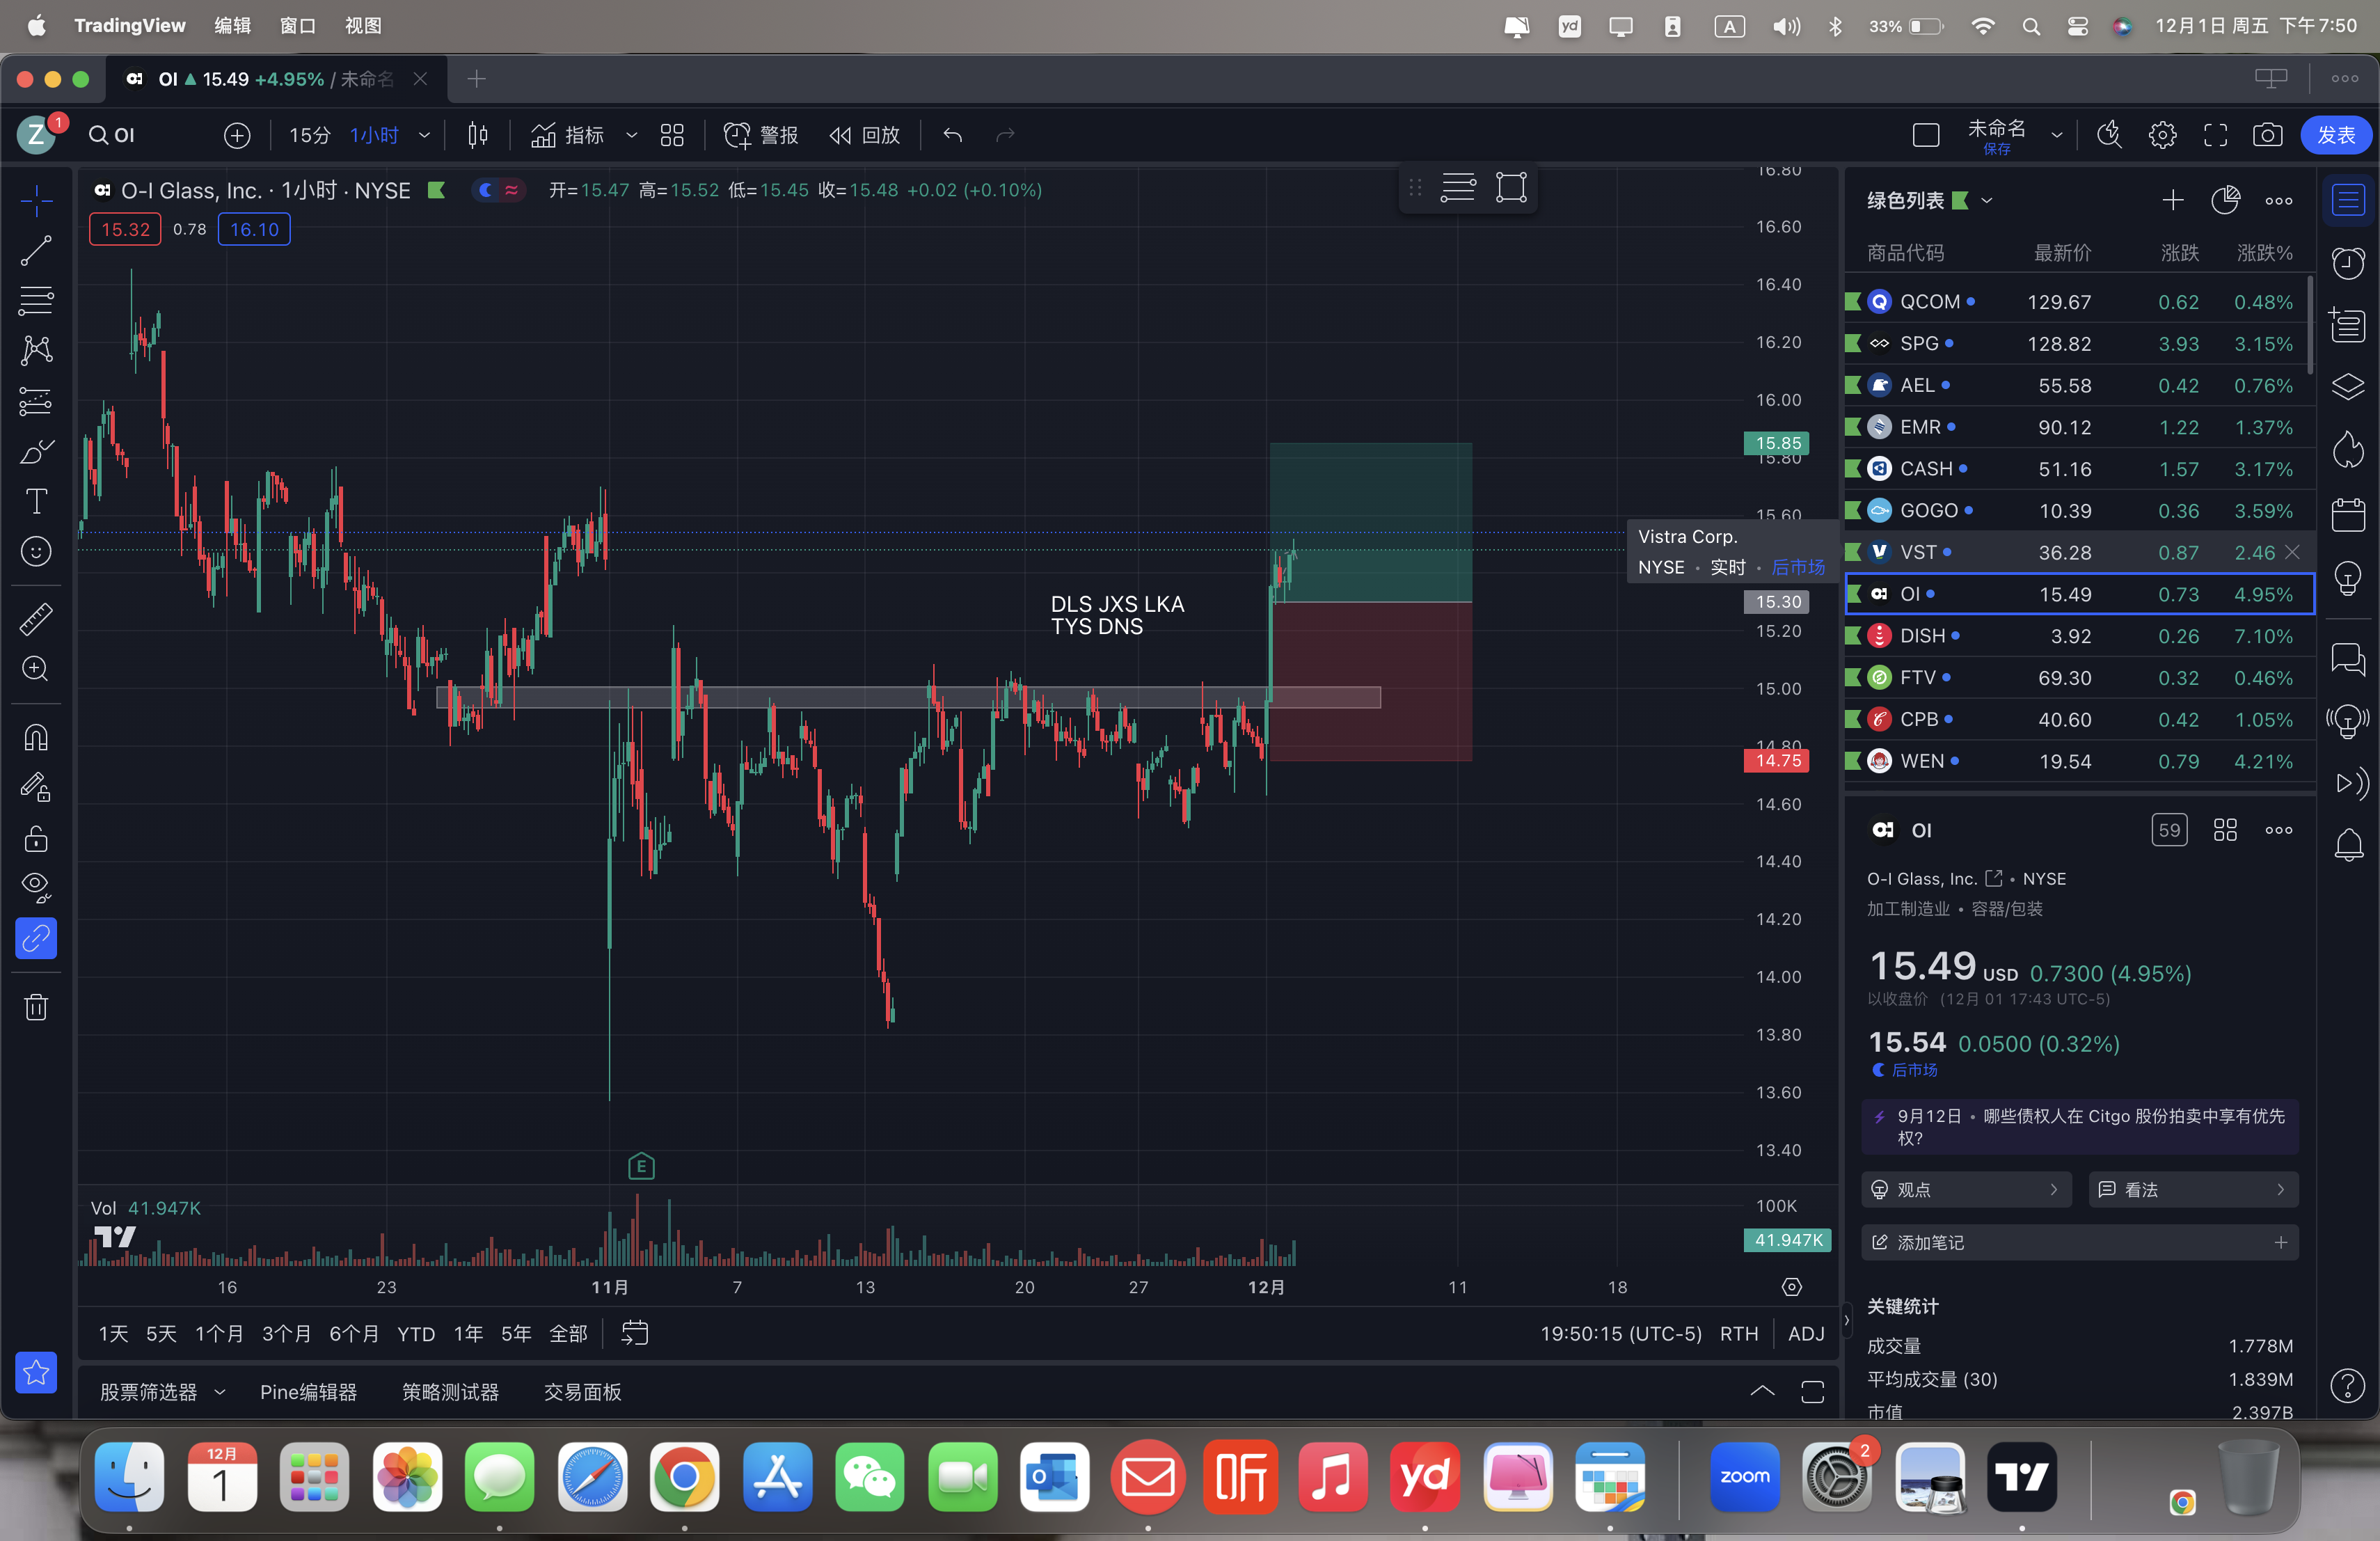 TradingView 编辑 窗口 视图 yd A 33% 12月1日 周五 下午7:50
OI ▲ 15.49 +4.95% / 未命名
Z 1 OI 15分 1小时 指标 警报 回放 未命名 发表
保存
O-I Glass, Inc. · 1小时 · NYSE 开=15.47 高=15.52 低=15.45 收=15.48 +0.02 (+0.10%)
15.32 0.78 16.10
16.80
16.60
16.40
16.20
16.00
15.85
15.80
15.60
15.30
15.20
15.00
14.80
14.75
14.60
14.40
14.20
14.00
13.80
13.60
13.40
DLS JXS LKA
TYS DNS
Vistra Corp.
NYSE • 实时 • 后市场
E
Vol 41.947K
100K
41.947K
16 23 11月 7 13 20 27 12月 11 18
1天 5天 1个月 3个月 6个月 YTD 1年 5年 全部 19:50:15 (UTC-5) RTH ADJ
股票筛选器 Pine编辑器 策略测试器 交易面板
绿色列表
商品代码 最新价 涨跌 涨跌%
QCOM 129.67 0.62 0.48%
SPG 128.82 3.93 3.15%
AEL 55.58 0.42 0.76%
EMR 90.12 1.22 1.37%
CASH 51.16 1.57 3.17%
GOGO 10.39 0.36 3.59%
VST 36.28 0.87 2.46
OI 15.49 0.73 4.95%
DISH 3.92 0.26 7.10%
FTV 69.30 0.32 0.46%
CPB 40.60 0.42 1.05%
WEN 19.54 0.79 4.21%
OI 59
O-I Glass, Inc. • NYSE
加工制造业 • 容器/包装
15.49 USD 0.7300 (4.95%)
以收盘价 (12月 01 17:43 UTC-5)
15.54 0.0500 (0.32%)
后市场
9月12日 • 哪些债权人在 Citgo 股份拍卖中享有优先
权?
观点 看法
添加笔记
关键统计
成交量 1.778M
平均成交量 (30) 1.839M
市值 2.397B
12月
1 听 yd zoom 2